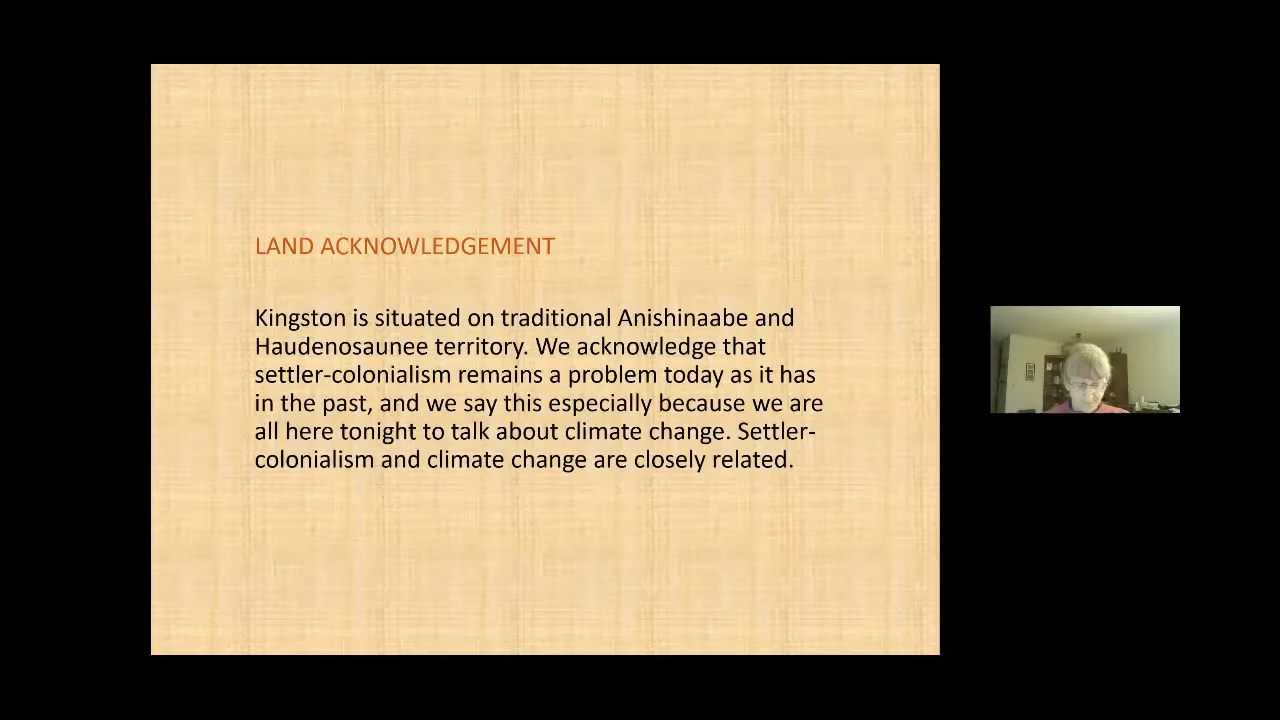 LAND ACKNOWLEDGEMENT
Kingston is situated on traditional Anishinaabe and
Haudenosaunee territory. We acknowledge that
settler-colonialism remains a problem today as it has
in the past, and we say this especially because we are
all here tonight to talk about climate change. Settler-
colonialism and climate change are closely related.